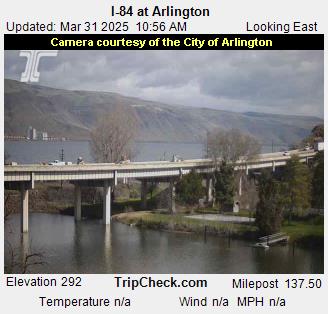 I-84 at Arlington
Updated: Mar 31 2025 10:56 AM Looking East
Camera courtesy of the City of Arlington
Elevation 292 TripCheck.com Milepost 137.50
Temperature n/a Wind n/a MPH n/a